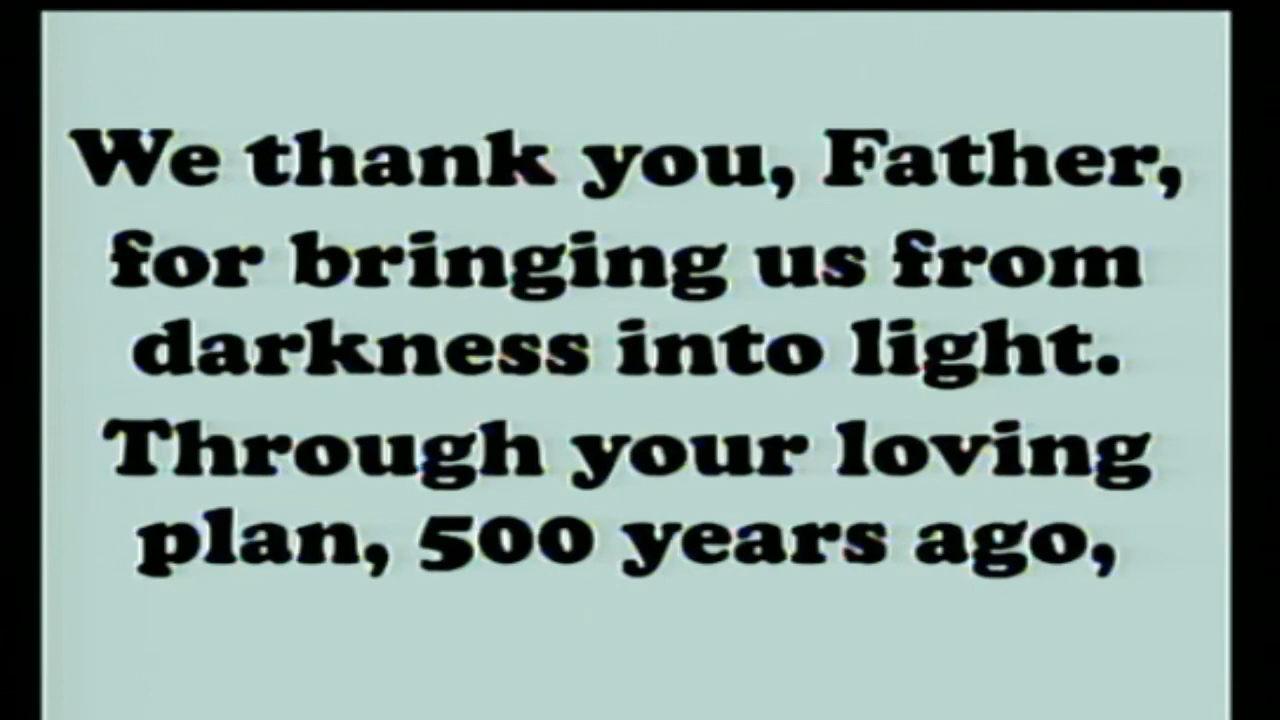 We thank you, Father,
for bringing us from
darkness into light.
Through your loving
plan, 500 years ago,